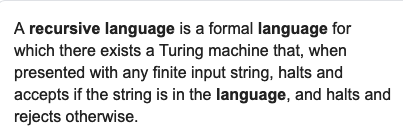 A recursive language is a formal language for
which there exists a Turing machine that, when
presented with any finite input string, halts and
accepts if the string is in the language, and halts and
rejects otherwise.